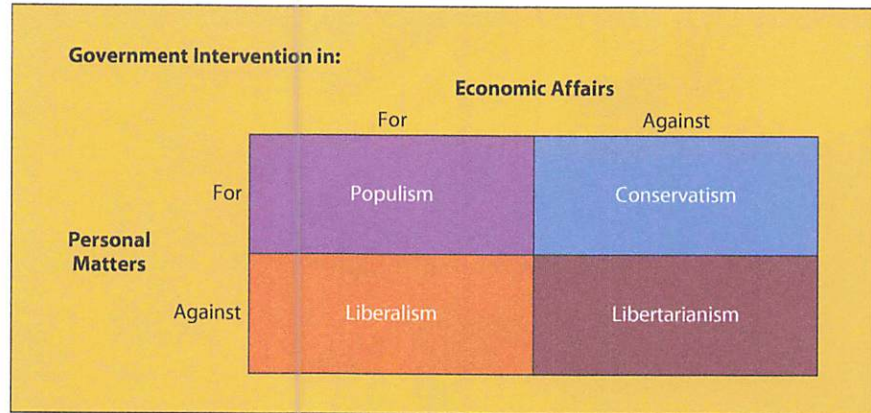 Government Intervention in:
Economic Affairs
For Against
For Populism Conservatism
Personal
Matters
Against Liberalism Libertarianism